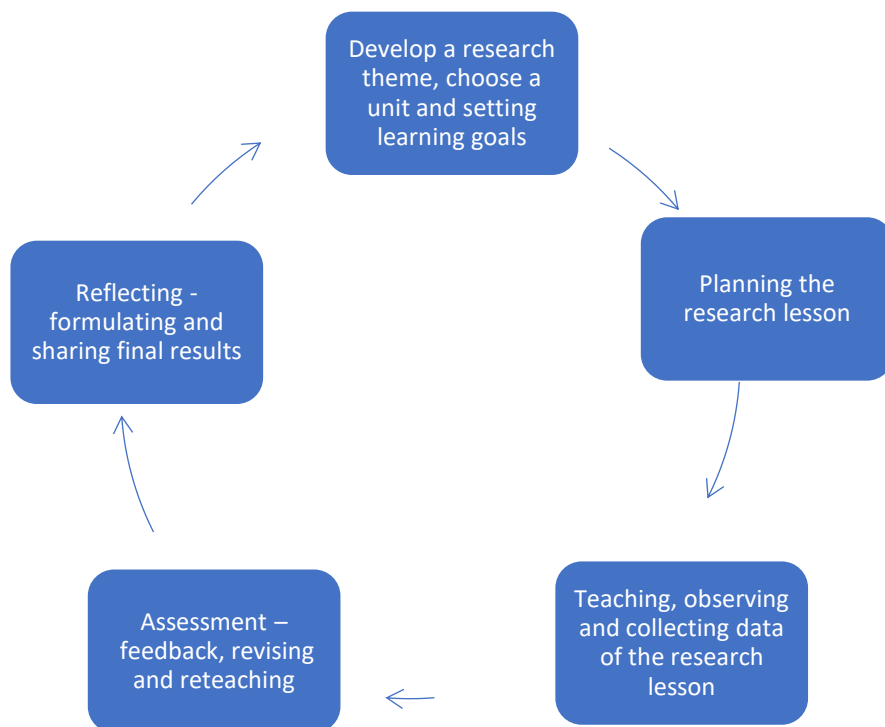 Develop a research
theme, choose a
unit and setting
learning goals
Planning the
research lesson
Teaching, observing
and collecting data
of the research
lesson
Assessment –
feedback, revising
and reteaching
Reflecting -
formulating and
sharing final results